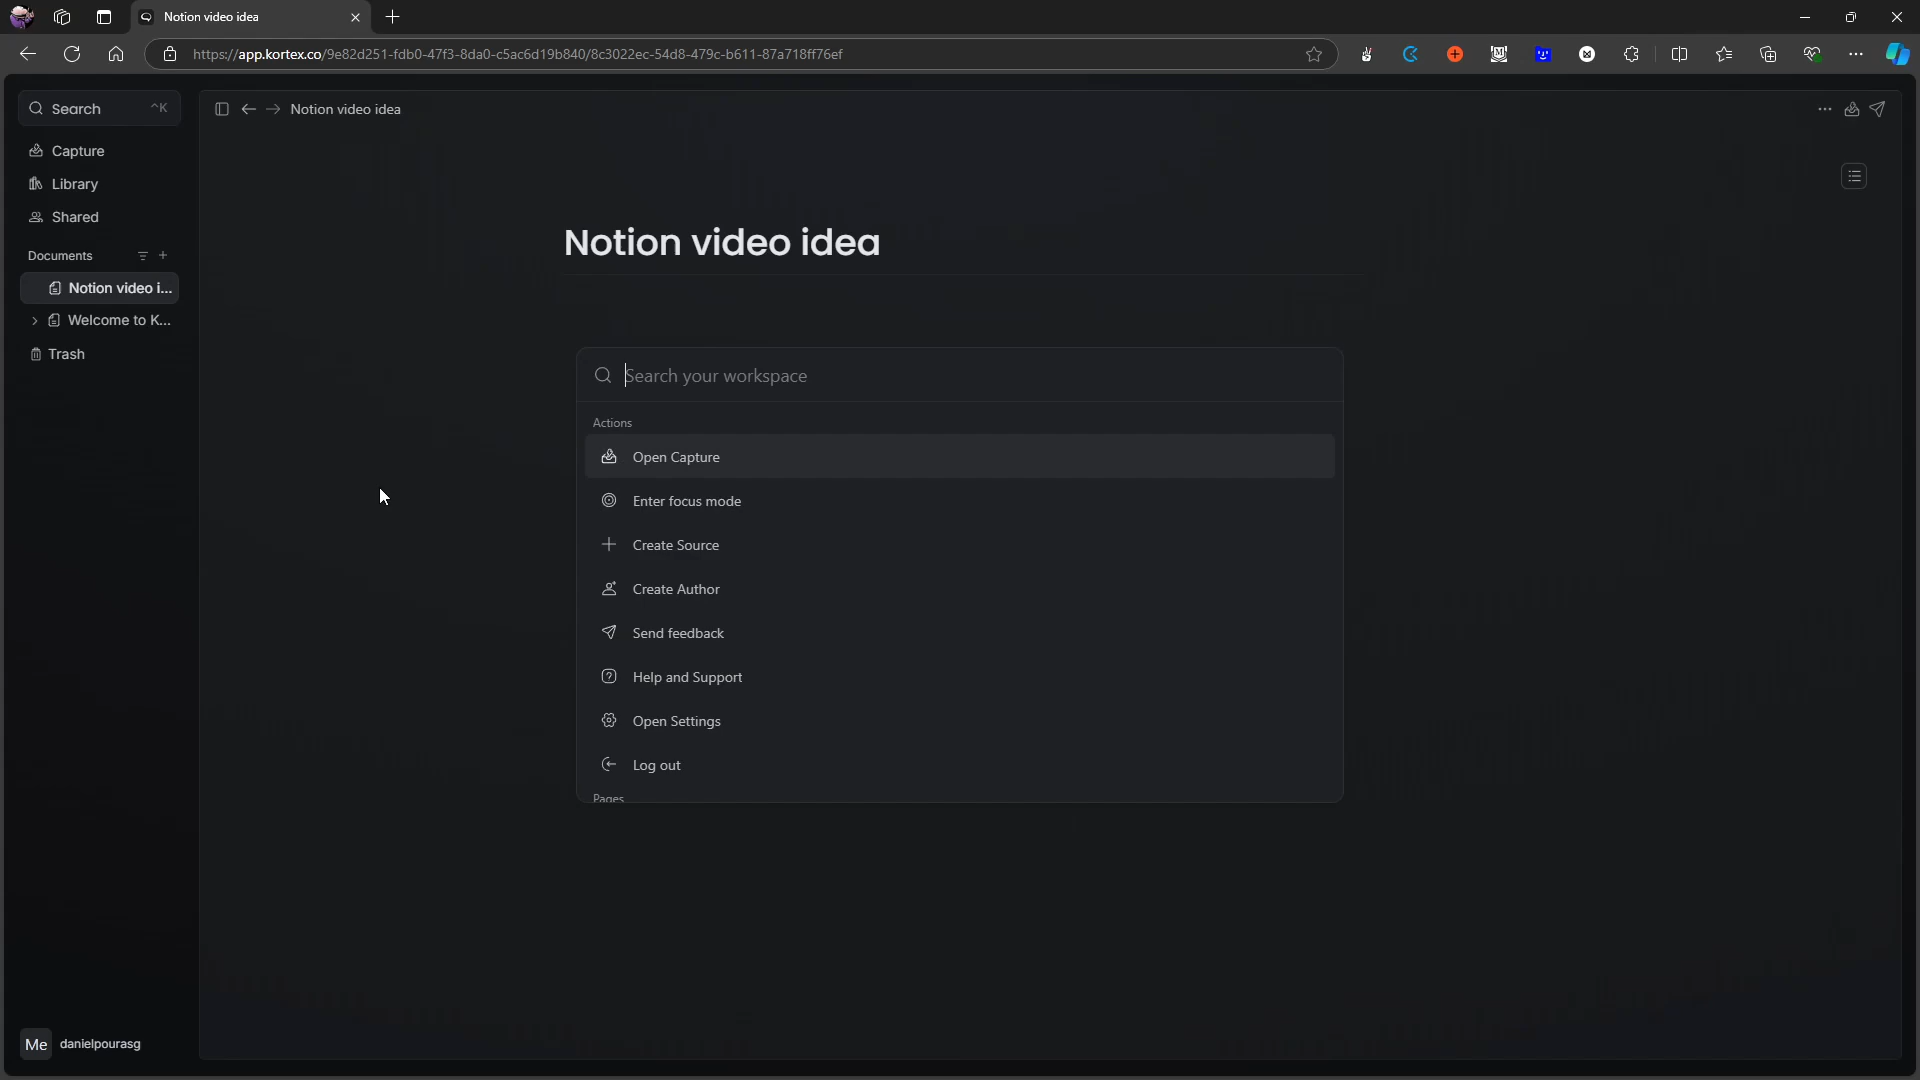 Notion video idea
https://app.kortex.co/9e82d251-fdb0-47f3-8da0-c5ac6d19b840/8c3022ec-54d8-479c-b611-87a718ff76ef
Search ^K
Notion video idea
Capture
Library
Shared
Documents
Notion video i...
Welcome to K...
Trash
Notion video idea
Search your workspace
Actions
Open Capture
Enter focus mode
Create Source
Create Author
Send feedback
Help and Support
Open Settings
Log out
Pages
Me danielpourasg